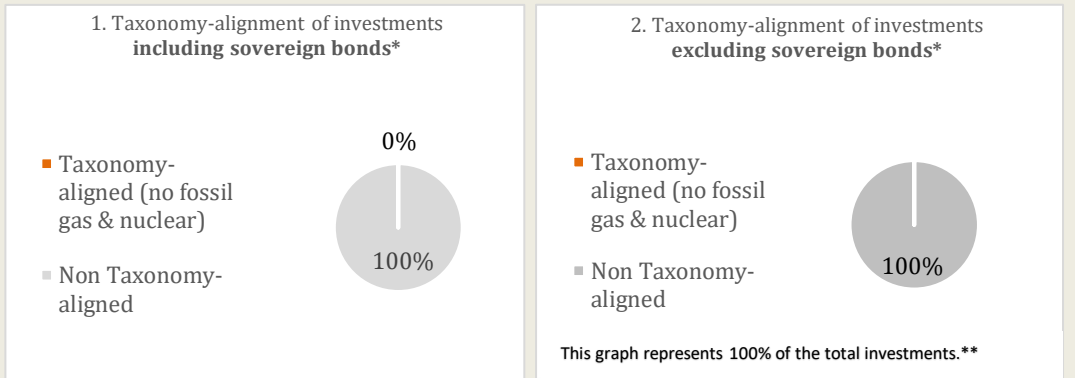 1. Taxonomy-alignment of investments
including sovereign bonds*
0%
Taxonomy-
aligned (no fossil
gas & nuclear)
100%
Non Taxonomy-
aligned
2. Taxonomy-alignment of investments
excluding sovereign bonds*
Taxonomy-
aligned (no fossil
gas & nuclear)
100%
Non Taxonomy-
aligned
This graph represents 100% of the total investments.**